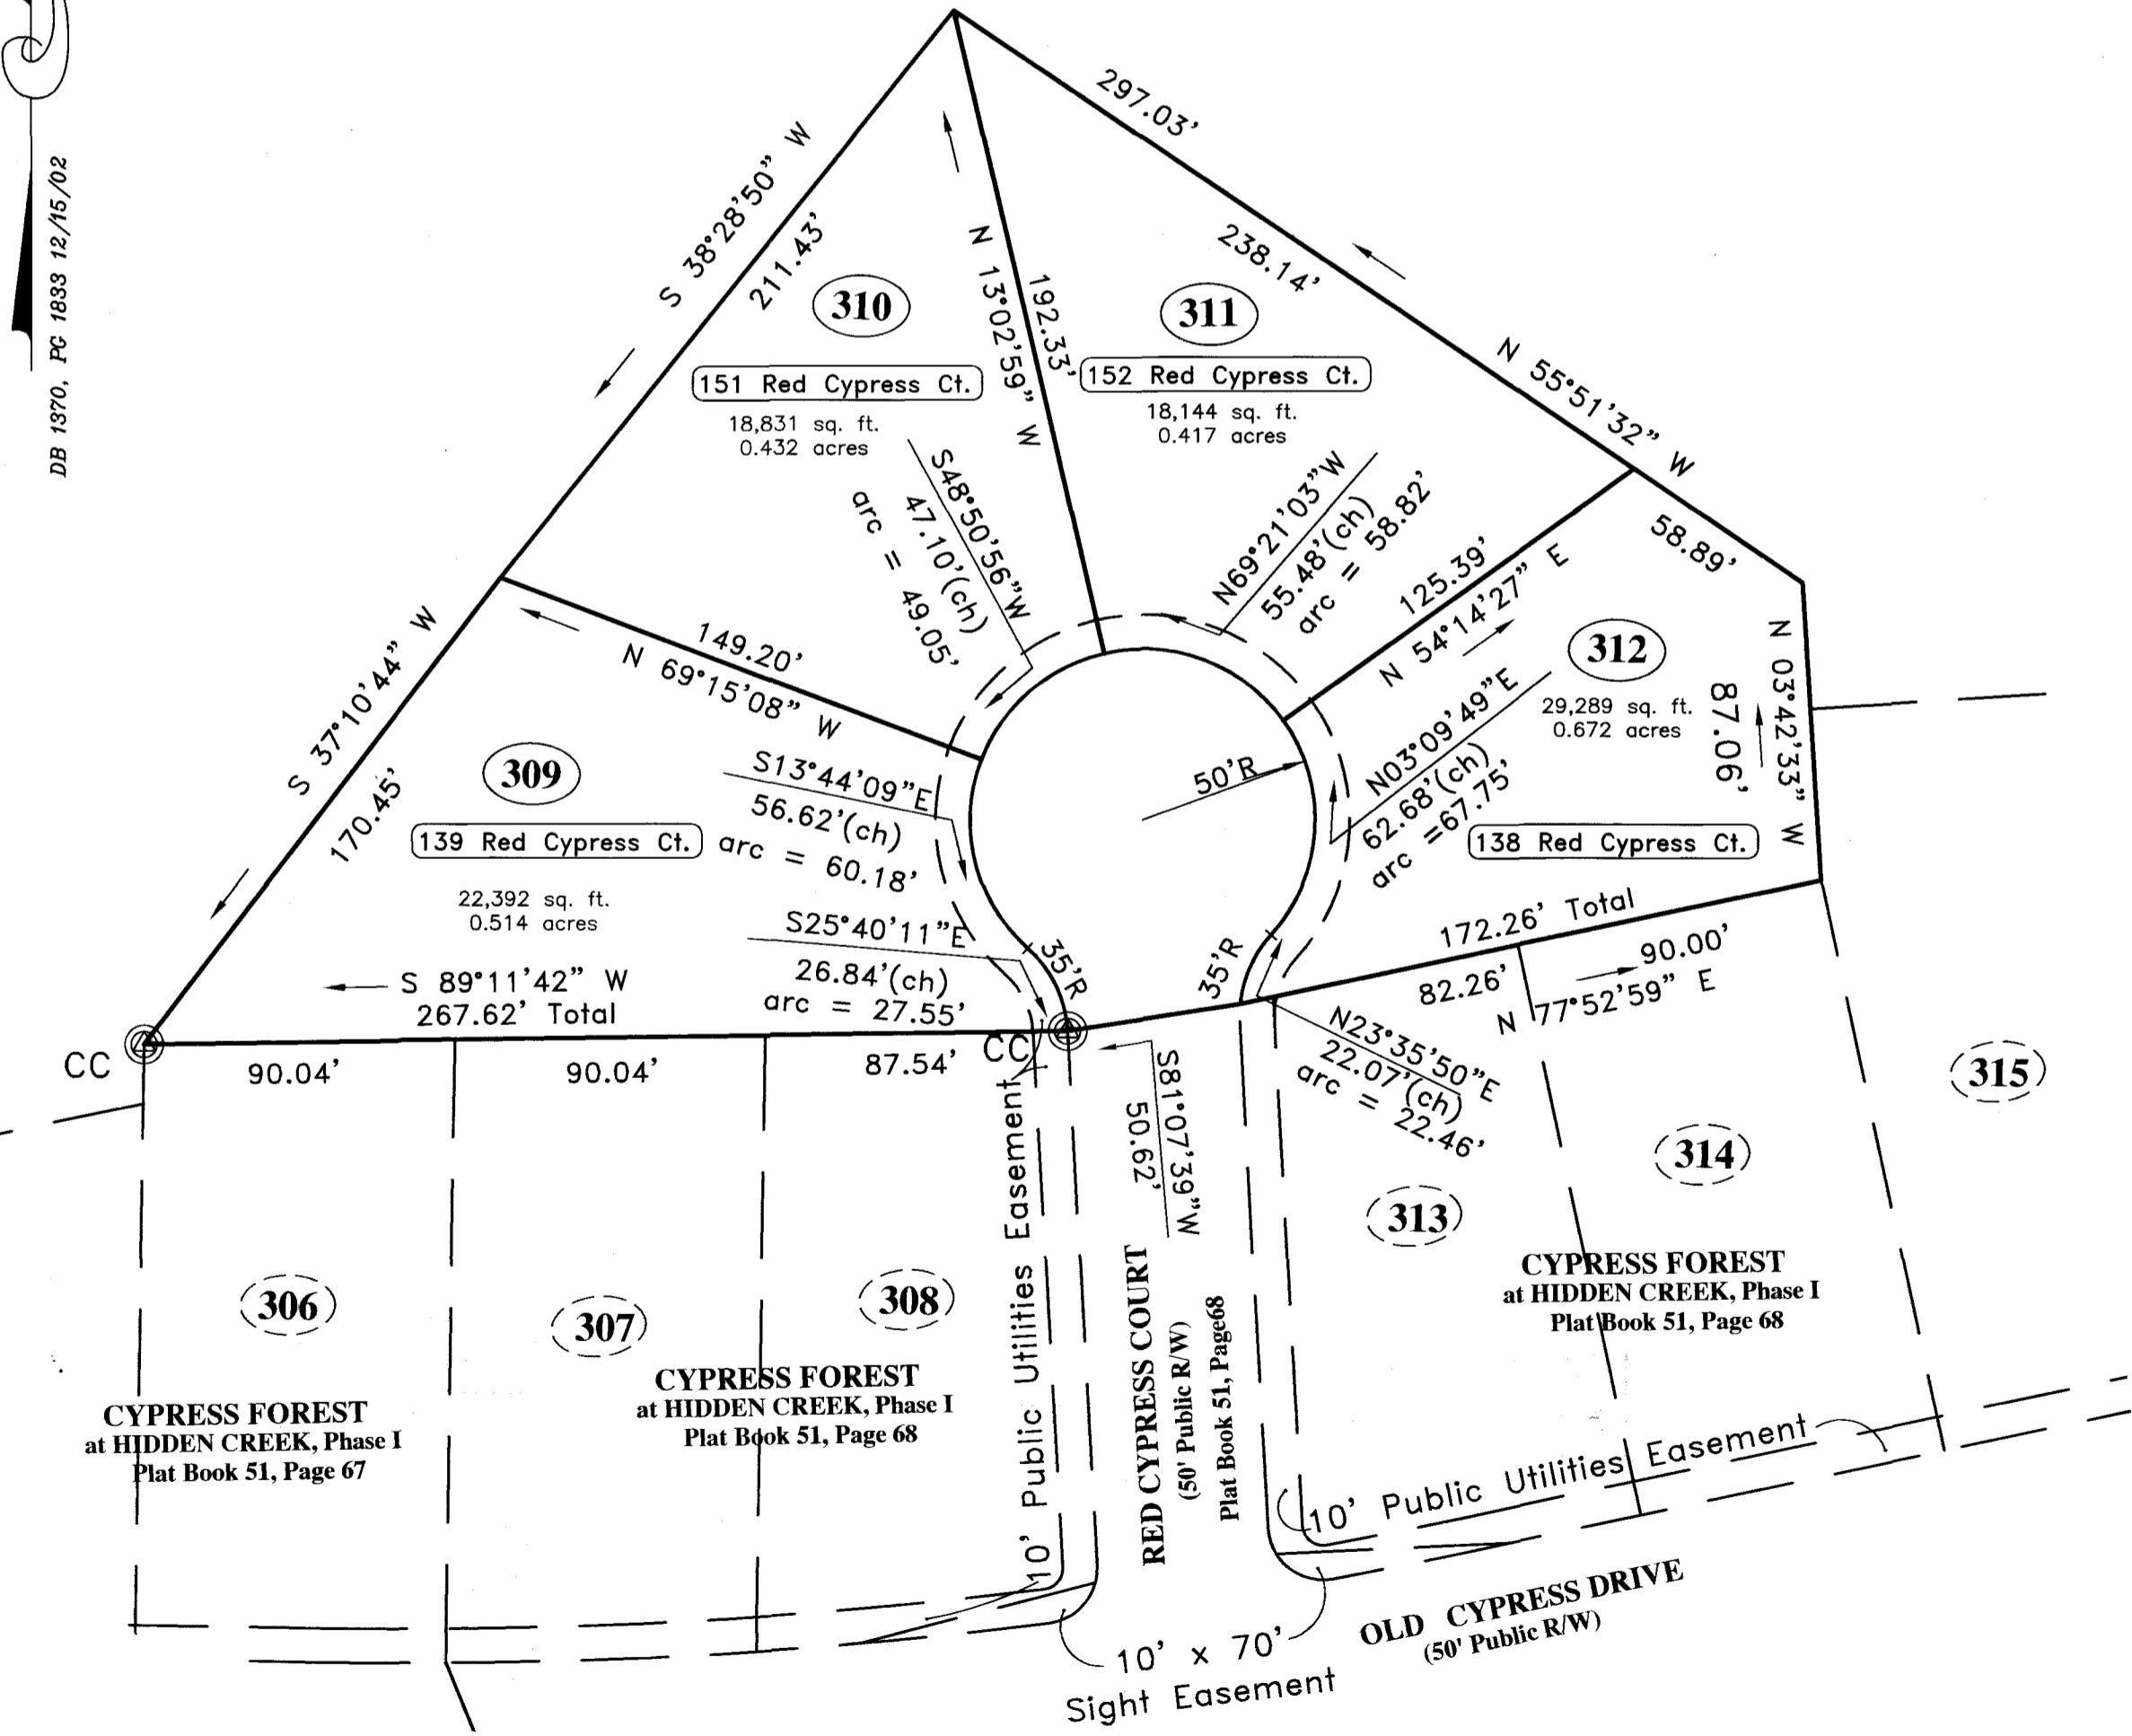 DB 1370, PG 1833 12/15/02
297.03'
S 38°28'50" W
211.43'
238.14'
N 13°02'59" W
192.33'
310
151 Red Cypress Ct.
18,831 sq. ft.
0.432 acres
311
152 Red Cypress Ct.
18,144 sq. ft.
0.417 acres
N 55°51'32" W
58.89'
S48°50'56"W
47.10'(ch)
arc = 49.05'
N69°21'03"W
55.48'(ch)
arc = 58.82'
125.39'
N 54°14'27" E
312
29,289 sq. ft.
0.672 acres
138 Red Cypress Ct.
N 03°42'33" W
87.06'
N03°09'49"E
62.68'(ch)
arc =67.75'
50'R
149.20'
N 69°15'08" W
S 37°10'44" W
170.45'
309
139 Red Cypress Ct.
22,392 sq. ft.
0.514 acres
S13°44'09"E
56.62'(ch)
arc = 60.18'
S25°40'11"E
26.84'(ch)
arc = 27.55'
35'R
35'R
172.26' Total
82.26'
90.00'
N 77°52'59" E
S 89°11'42" W
267.62' Total
CC
90.04'
90.04'
87.54'
CC
S81°07'39"W
50.62'
N23°35'50"E
22.07'(ch)
arc = 22.46'
315
314
313
306
307
308
CYPRESS FOREST
at HIDDEN CREEK, Phase I
Plat Book 51, Page 68
CYPRESS FOREST
at HIDDEN CREEK, Phase I
Plat Book 51, Page 68
CYPRESS FOREST
at HIDDEN CREEK, Phase I
Plat Book 51, Page 67
10' Public Utilities Easement
RED CYPRESS COURT
(50' Public R/W)
Plat Book 51, Page68
10' Public Utilities Easement
OLD CYPRESS DRIVE
(50' Public R/W)
10' x 70'
Sight Easement